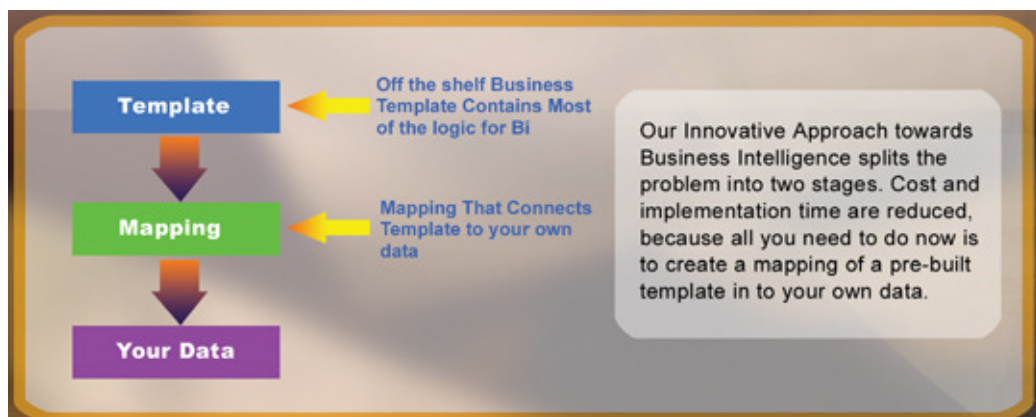 Template
Off the shelf Business
Template Contains Most
of the logic for Bi
Mapping
Mapping That Connects
Template to your own
data
Your Data
Our Innovative Approach towards
Business Intelligence splits the
problem into two stages. Cost and
implementation time are reduced,
because all you need to do now is
to create a mapping of a pre-built
template in to your own data.